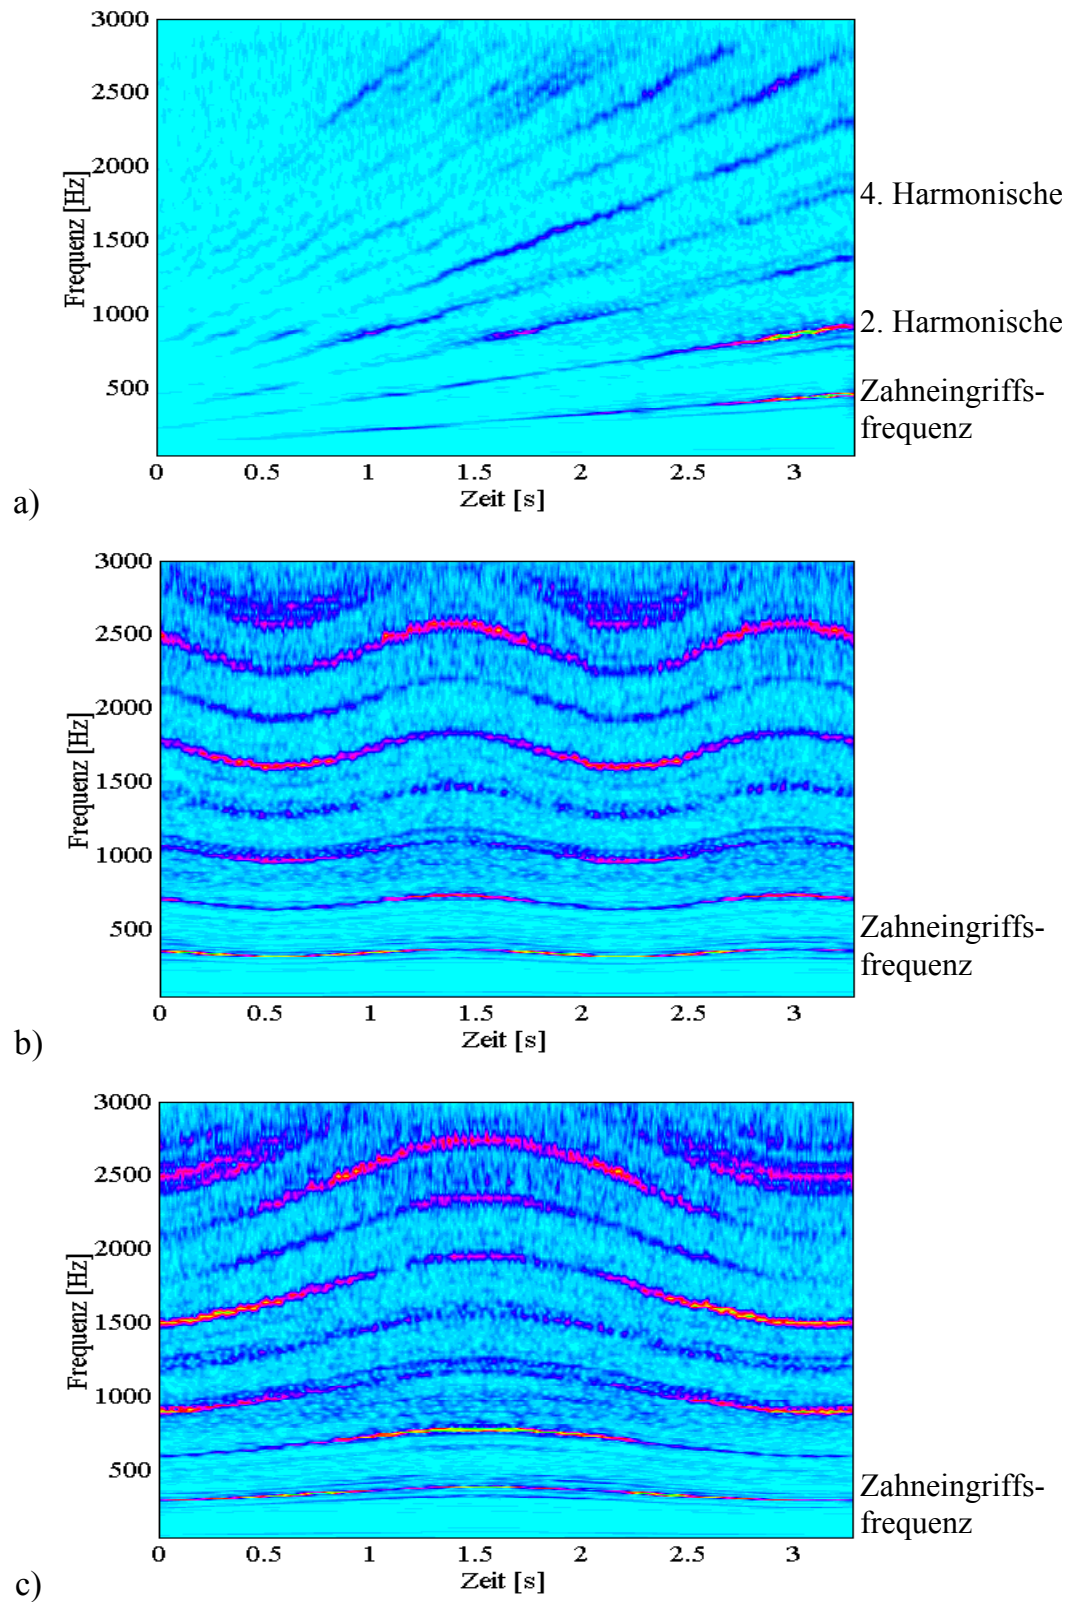 3000
2500
2000
1500
1000
500
Frequenz [Hz]
4. Harmonische
2. Harmonische
Zahneingriffs-
frequenz
0 0.5 1 1.5 2 2.5 3
Zeit [s]
a)
3000
2500
2000
1500
1000
500
Frequenz [Hz]
Zahneingriffs-
frequenz
0 0.5 1 1.5 2 2.5 3
Zeit [s]
b)
3000
2500
2000
1500
1000
500
Frequenz [Hz]
Zahneingriffs-
frequenz
0 0.5 1 1.5 2 2.5 3
Zeit [s]
c)